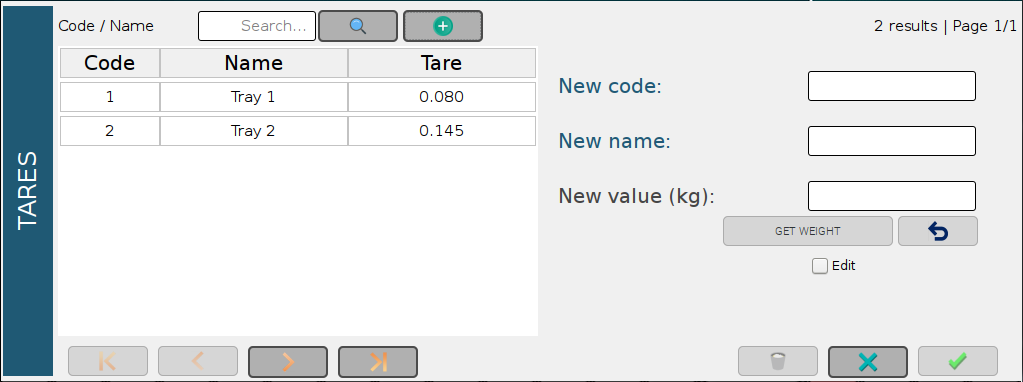 TARES
Code / Name Search... 2 results | Page 1/1
Code Name Tare
1 Tray 1 0.080
2 Tray 2 0.145
New code:
New name:
New value (kg):
GET WEIGHT
Edit